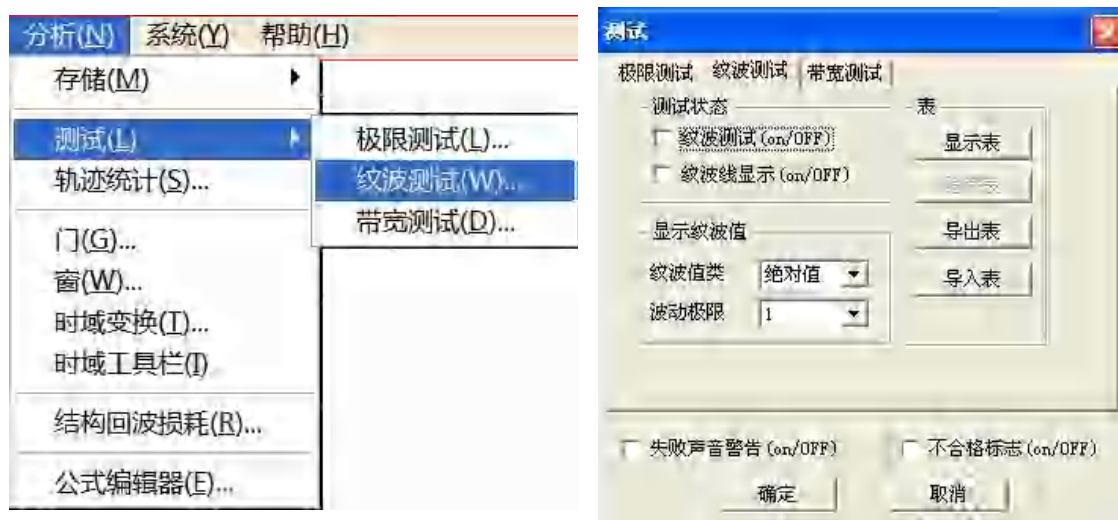 分析(N) 系统(Y) 帮助(H)
存储(M)
测试(L)
轨迹统计(S)...
门(G)...
窗(W)...
时域变换(T)...
时域工具栏(T)
结构回波损耗(R)...
公式编辑器(E)...
极限测试(L)...
纹波测试(W)...
带宽测试(D)...
测试
极限测试 纹波测试 带宽测试
测试状态
纹波测试(on/OFF)
纹波线显示(on/OFF)
显示纹波值
纹波值类 绝对值
波动极限 1
表
显示表
导出表
导入表
失败声音警告(on/OFF) 不合格标志(on/OFF)
确定 取消